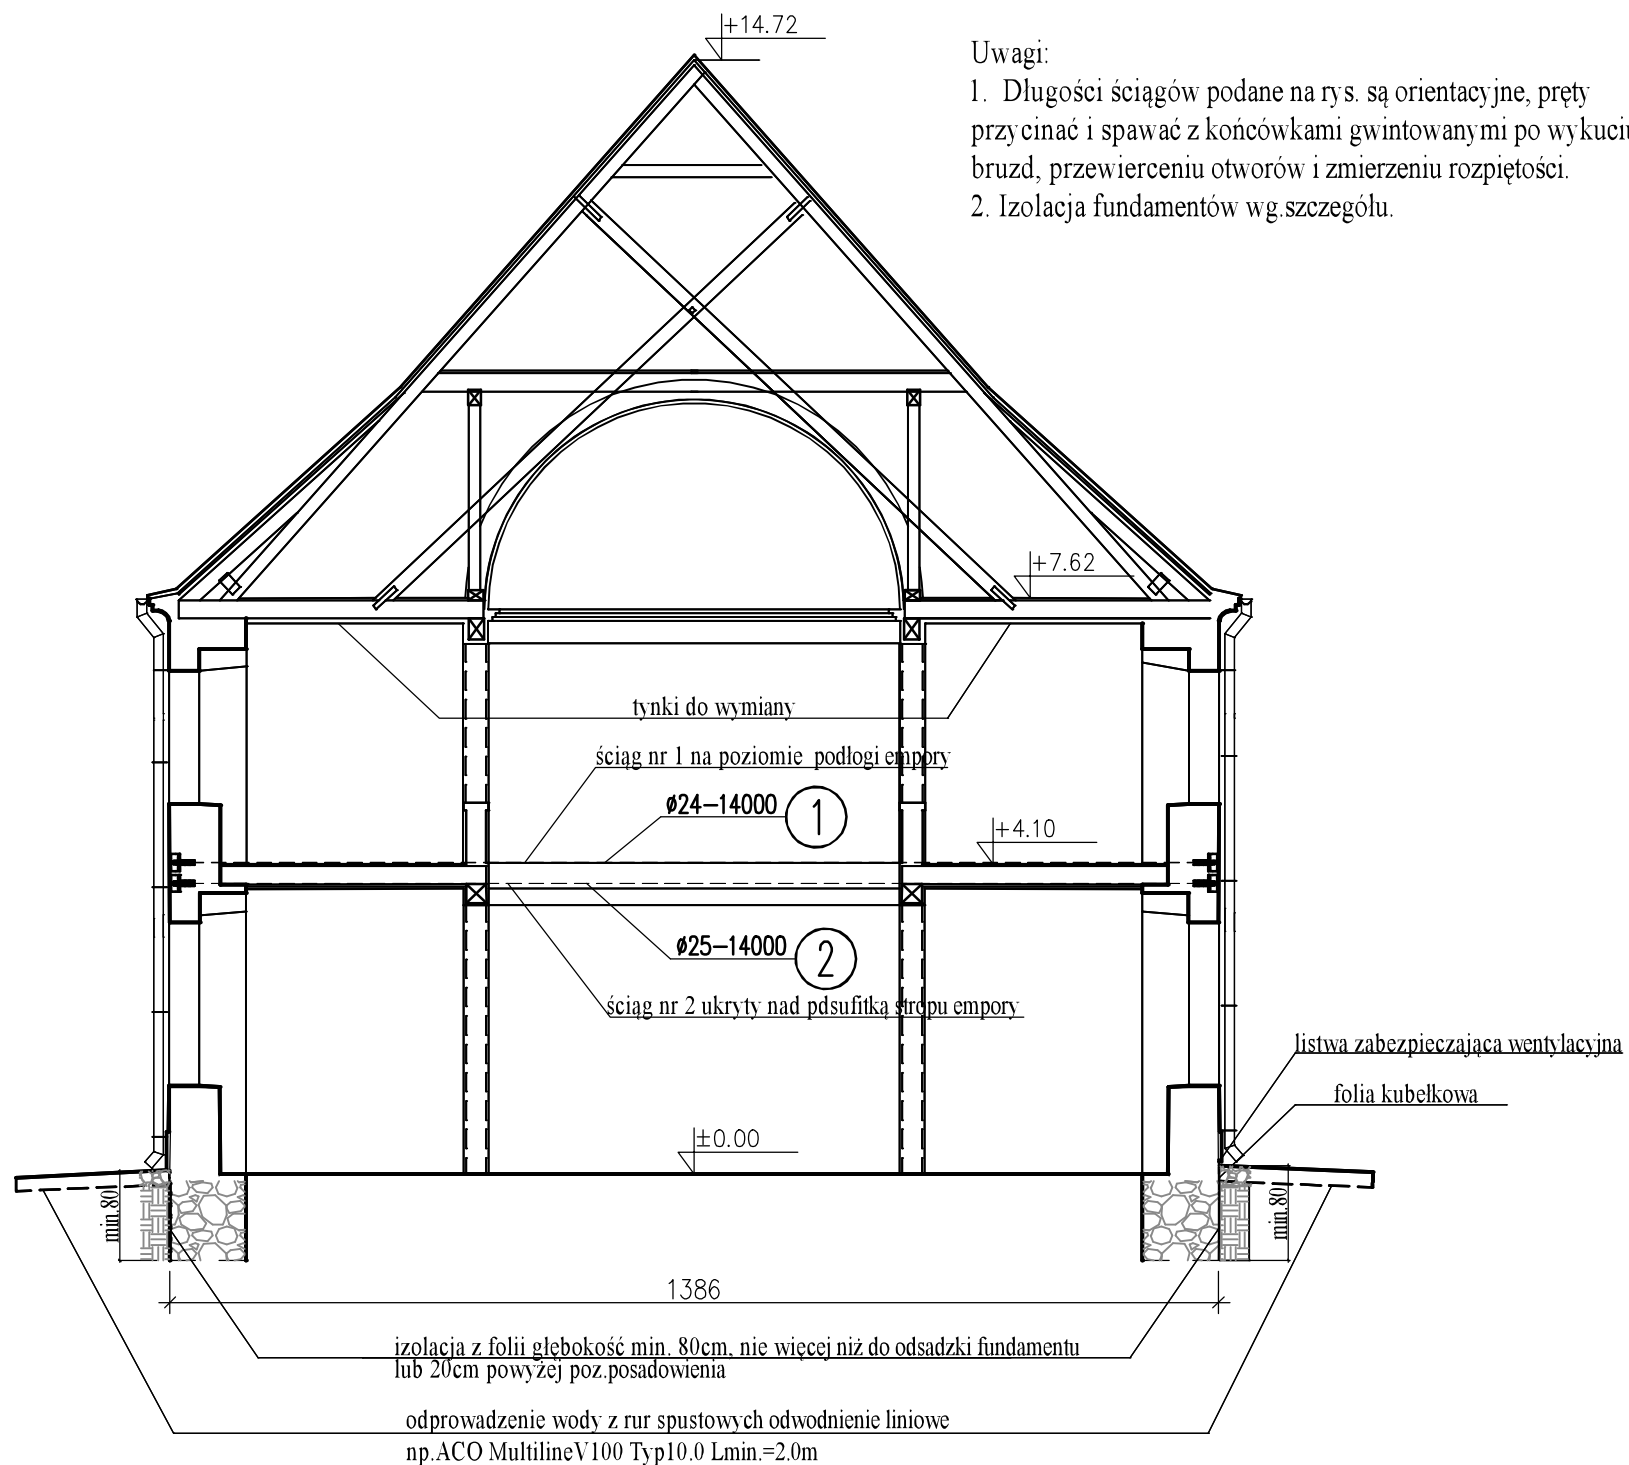 +14.72
Uwagi:
1. Długości ściągów podane na rys. są orientacyjne, pręty
przycinać i spawać z końcówkami gwintowanymi po wykuciu
bruzd, przewierceniu otworów i zmierzeniu rozpiętości.
2. Izolacja fundamentów wg.szczegółu.
+7.62
tynki do wymiany
ściąg nr 1 na poziomie podłogi empory
ø24-14000 1
+4.10
ø25-14000 2
ściąg nr 2 ukryty nad pdsufitką stropu empory
listwa zabezpieczająca wentylacyjna
folia kubełkowa
±0.00
min.80
min.80
1386
izolacja z folii głębokość min. 80cm, nie więcej niż do odsadzki fundamentu
lub 20cm powyżej poz.posadowienia
odprowadzenie wody z rur spustowych odwodnienie liniowe
np.ACO MultilineV100 Typ10.0 Lmin.=2.0m